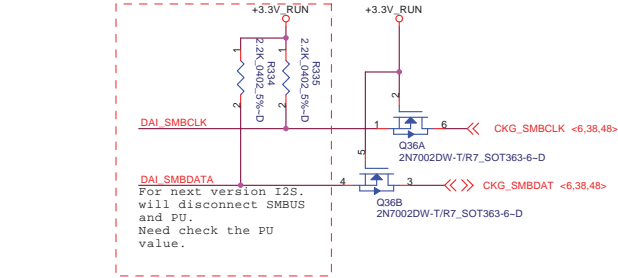 +3.3V_RUN
+3.3V_RUN
1
1
R334
2.2K_0402_5%~D
R335
2.2K_0402_5%~D
2
2
2
DAI_SMBCLK
1
6
CKG_SMBCLK <6,38,48>
Q36A
2N7002DW-T/R7_SOT363-6~D
5
DAI_SMBDATA
4
3
CKG_SMBDAT <6,38,48>
Q36B
2N7002DW-T/R7_SOT363-6~D
For next version I2S.
will disconnect SMBUS
and PU.
Need check the PU
value.